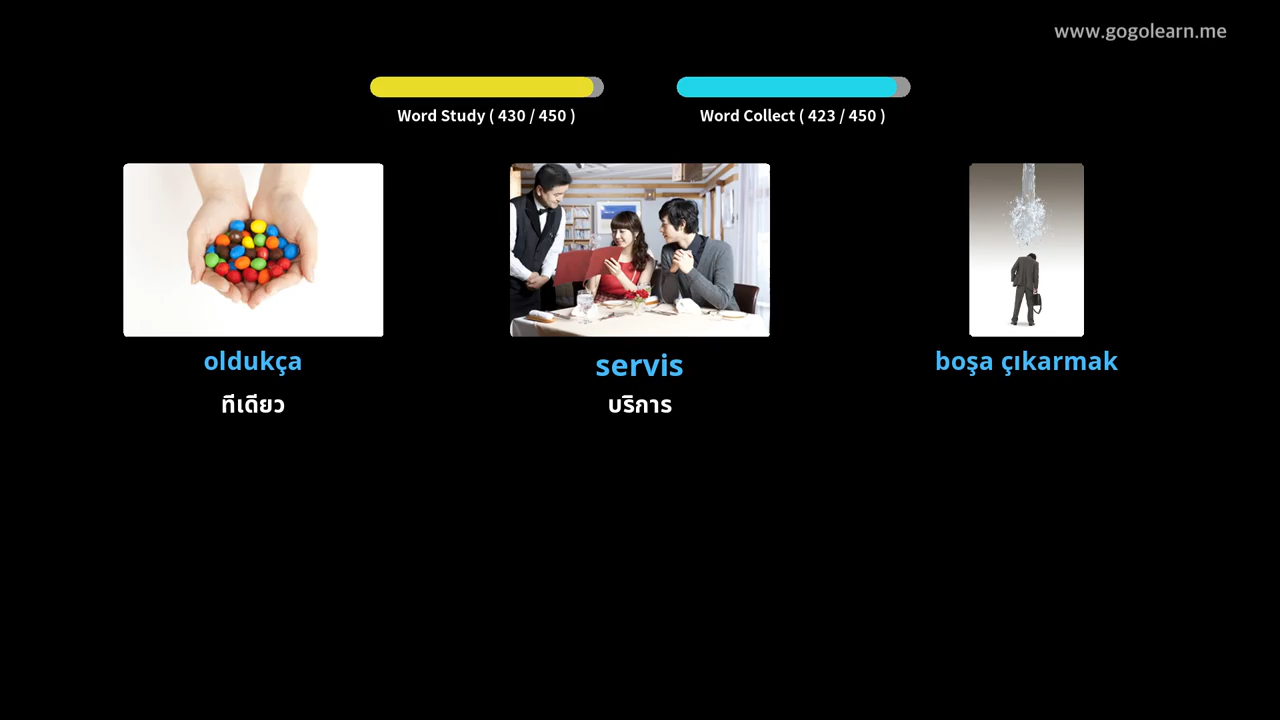 www.gogolearn.me
Word Study ( 430 / 450 )
Word Collect ( 423 / 450 )
oldukça
servis
boşa çıkarmak
ทีเดียว
บริการ